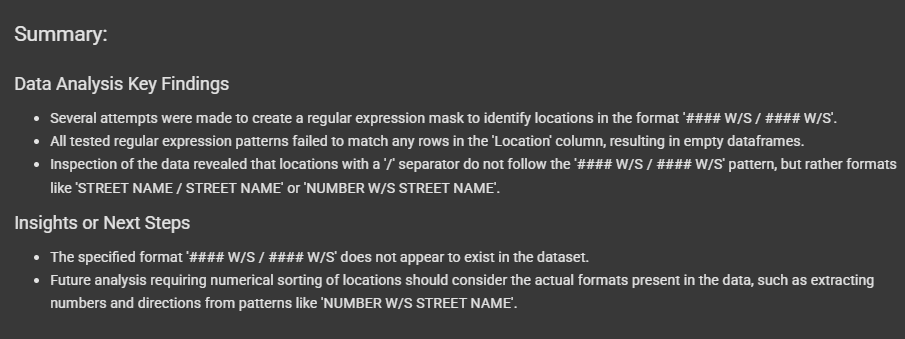 Summary:
Data Analysis Key Findings
• Several attempts were made to create a regular expression mask to identify locations in the format '#### W/S / #### W/S'.
• All tested regular expression patterns failed to match any rows in the 'Location' column, resulting in empty dataframes.
• Inspection of the data revealed that locations with a '/' separator do not follow the '#### W/S / #### W/S' pattern, but rather formats
like 'STREET NAME / STREET NAME' or 'NUMBER W/S STREET NAME'.
Insights or Next Steps
• The specified format '#### W/S / #### W/S' does not appear to exist in the dataset.
• Future analysis requiring numerical sorting of locations should consider the actual formats present in the data, such as extracting
numbers and directions from patterns like 'NUMBER W/S STREET NAME'.